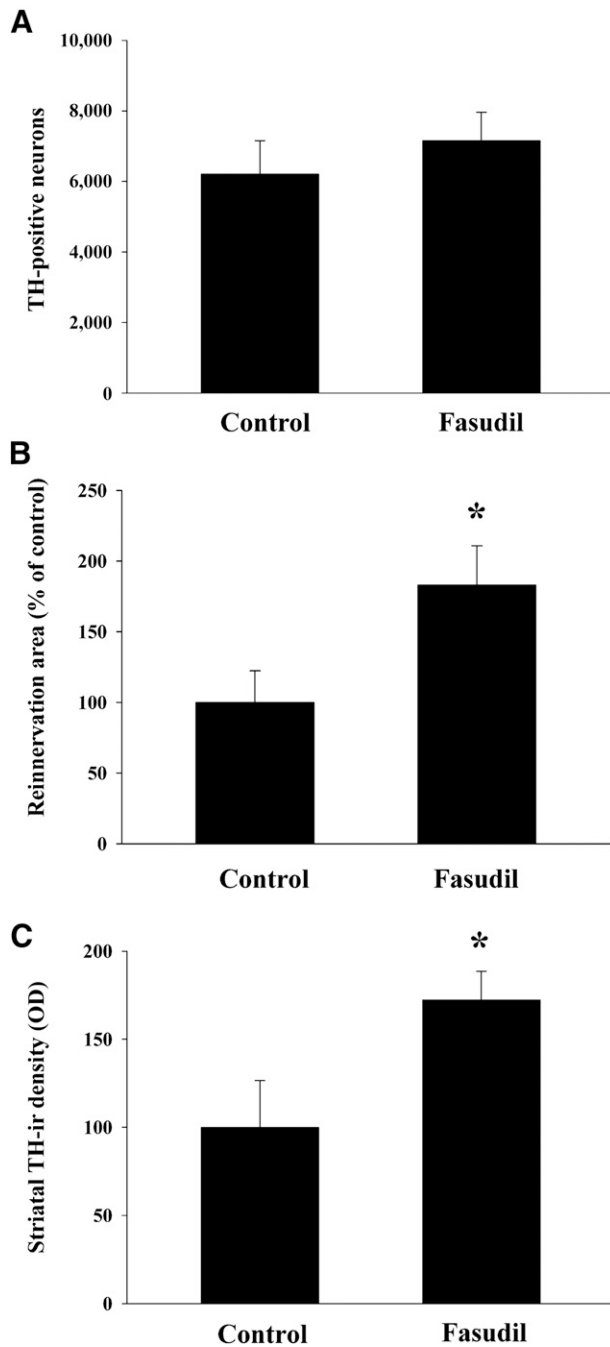 A
10,000
8,000
6,000
4,000
2,000
0
TH-positive neurons
Control Fasudil
B
250
200
150
100
50
0
Reinnervation area (% of control)
*
Control Fasudil
C
200
150
100
50
0
Striatal TH-ir density (OD)
*
Control Fasudil